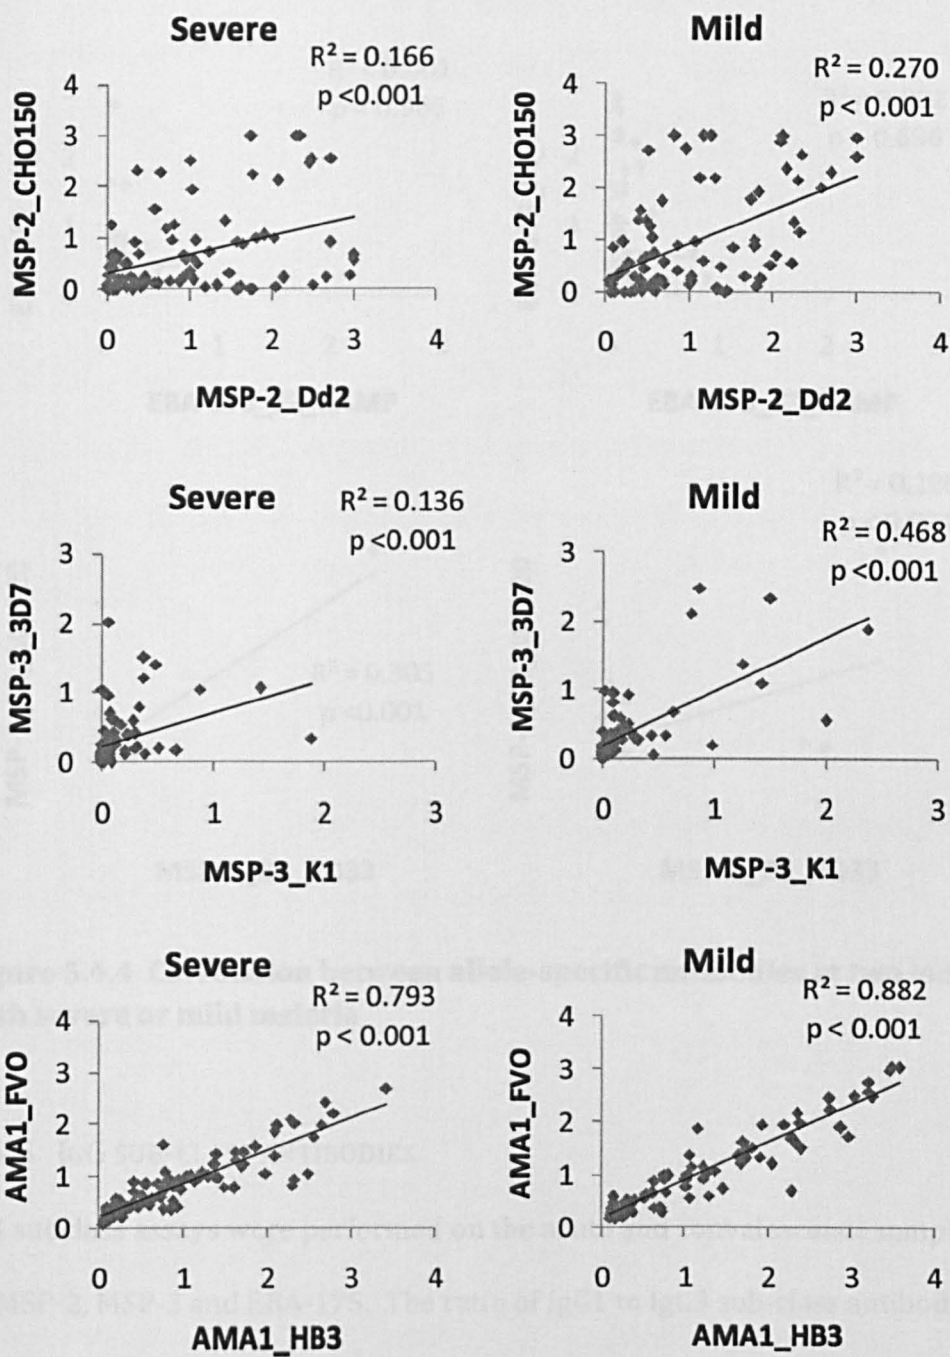 Severe
R² = 0.166
p <0.001
MSP-2_CHO150
4
3
2
1
0
0 1 2 3 4
MSP-2_Dd2
Mild
R² = 0.270
p < 0.001
MSP-2_CHO150
4
3
2
1
0
0 1 2 3 4
MSP-2_Dd2
Severe
R² = 0.136
p <0.001
MSP-3_3D7
3
2
1
0
0 1 2 3
MSP-3_K1
Mild
R² = 0.468
p <0.001
MSP-3_3D7
3
2
1
0
0 1 2 3
MSP-3_K1
Severe
R² = 0.793
p < 0.001
AMA1_FVO
4
3
2
1
0
0 1 2 3 4
AMA1_HB3
Mild
R² = 0.882
p < 0.001
AMA1_FVO
4
3
2
1
0
0 1 2 3 4
AMA1_HB3